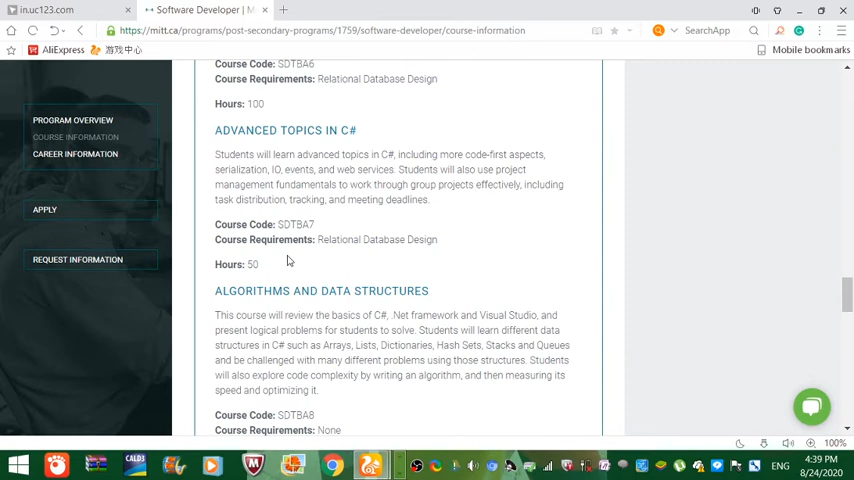 in.uc123.com
Software Developer | M
https://mitt.ca/programs/post-secondary-programs/1759/software-developer/course-information
SearchApp
AliExpress
游戏中心
Mobile bookmarks
PROGRAM OVERVIEW
COURSE INFORMATION
CAREER INFORMATION
APPLY
REQUEST INFORMATION
Course Code: SDTBA6
Course Requirements: Relational Database Design
Hours: 100
ADVANCED TOPICS IN C#
Students will learn advanced topics in C#, including more code-first aspects,
serialization, IO, events, and web services. Students will also use project
management fundamentals to work through group projects effectively, including
task distribution, tracking, and meeting deadlines.
Course Code: SDTBA7
Course Requirements: Relational Database Design
Hours: 50
ALGORITHMS AND DATA STRUCTURES
This course will review the basics of C#, .Net framework and Visual Studio, and
present logical problems for students to solve. Students will learn different data
structures in C# such as Arrays, Lists, Dictionaries, Hash Sets, Stacks and Queues
and be challenged with many different problems using those structures. Students
will also explore code complexity by writing an algorithm, and then measuring its
speed and optimizing it.
Course Code: SDTBA8
Course Requirements: None
100%
CALD3
ENG
4:39 PM
8/24/2020